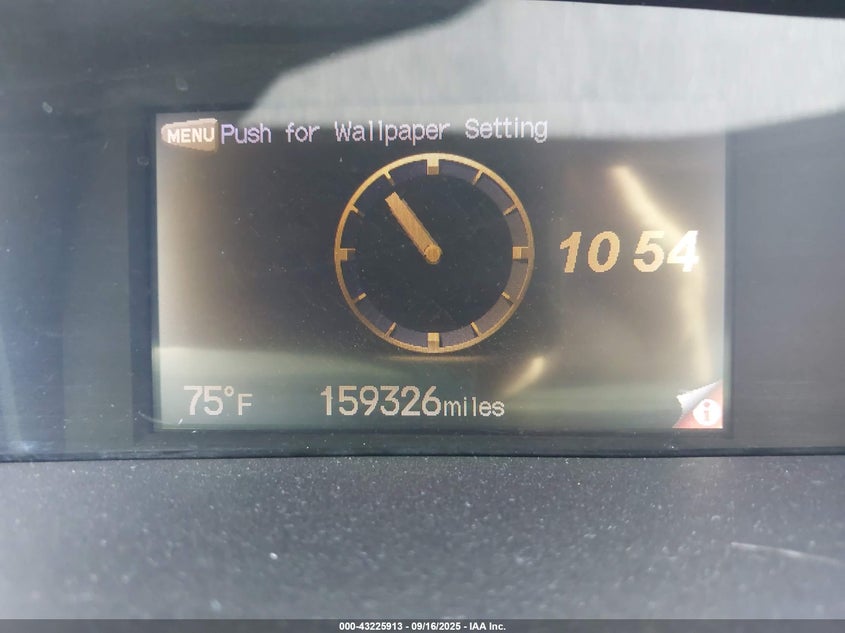 MENU Push for Wallpaper Setting
10 54
75°F 159326miles
i
000-43225913 - 09/16/2025 - IAA Inc.